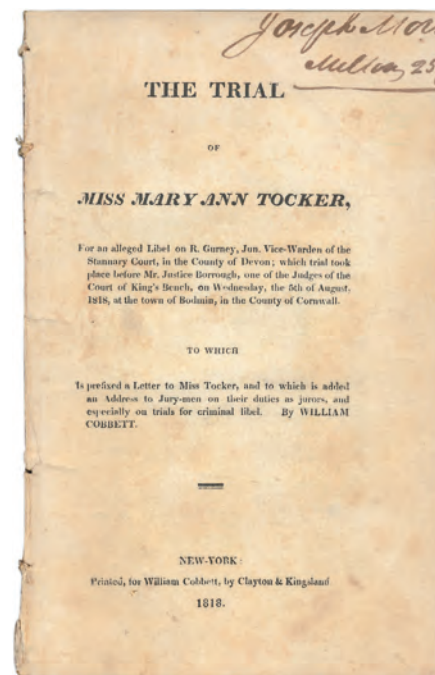 Joseph
Milton 25
THE TRIAL
OF
MISS MARY ANN TOCKER,
For an alleged Libel on R. Gurney, Jun. Vice-Warden of the
Stannary Court, in the County of Devon; which trial took
place before Mr. Justice Borrough, one of the Judges of the
Court of King's Bench, on Wednesday, the 5th of August,
1818, at the town of Bodmin, in the County of Cornwall.
TO WHICH
Is prefixed a Letter to Miss Tocker, and to which is added
an Address to Jury-men on their duties as jurors, and
especially on trials for criminal libel. By WILLIAM
COBBETT.
NEW-YORK:
Printed, for William Cobbett, by Clayton & Kingsland
1818.